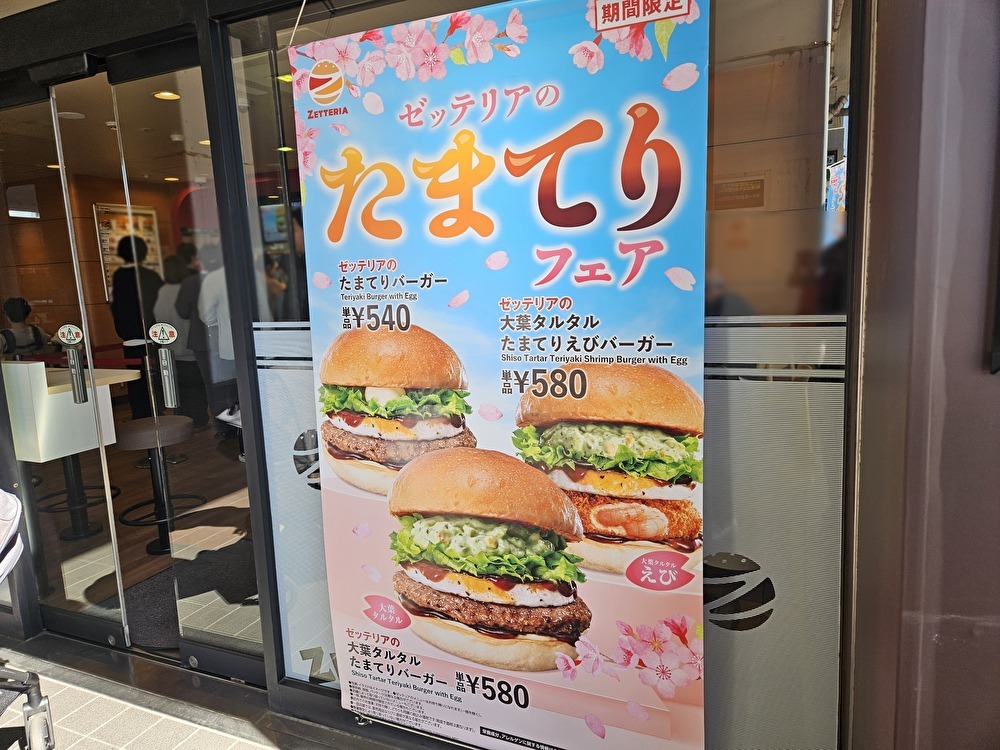 期間限定
ZETTERIA
ゼッテリアの
たまてり
フェア
ゼッテリアの
たまてりバーガー
Teriyaki Burger with Egg
単品¥540
ゼッテリアの
大葉タルタル
たまてりえびバーガー
Shiso Tartar Teriyaki Shrimp Burger with Egg
単品¥580
大葉タルタル
えび
大葉
タルタル
ゼッテリアの
大葉タルタル
たまてりバーガー
Shiso Tartar Teriyaki Burger with Egg
単品¥580
注意
注意